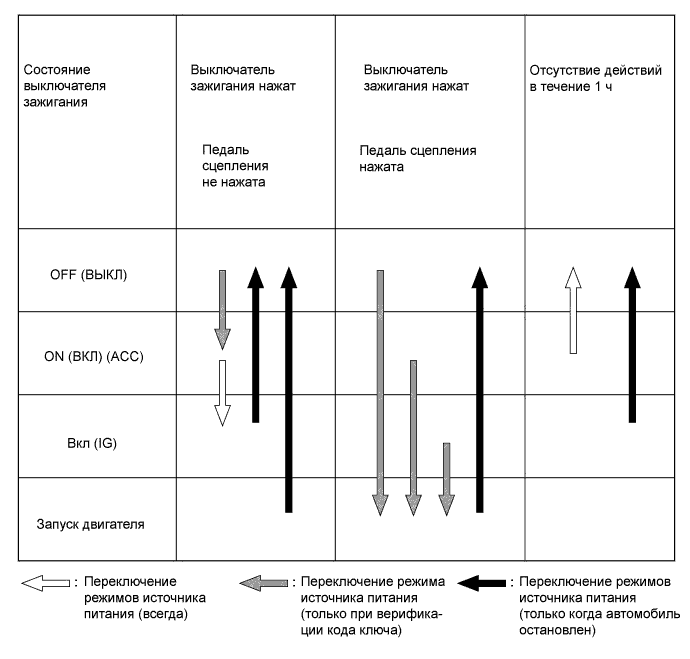 Состояние
выключателя
зажигания
Выключатель
зажигания нажат
Педаль
сцепления
не нажата
Выключатель
зажигания нажат
Педаль сцепления
нажата
Отсутствие действий
в течение 1 ч
OFF (ВЫКЛ)
ON (ВКЛ) (ACC)
Вкл (IG)
Запуск двигателя
: Переключение
режимов источника
питания (всегда)
: Переключение режима
источника питания
(только при верифика-
ции кода ключа)
: Переключение режимов
источника питания
(только когда автомобиль
остановлен)